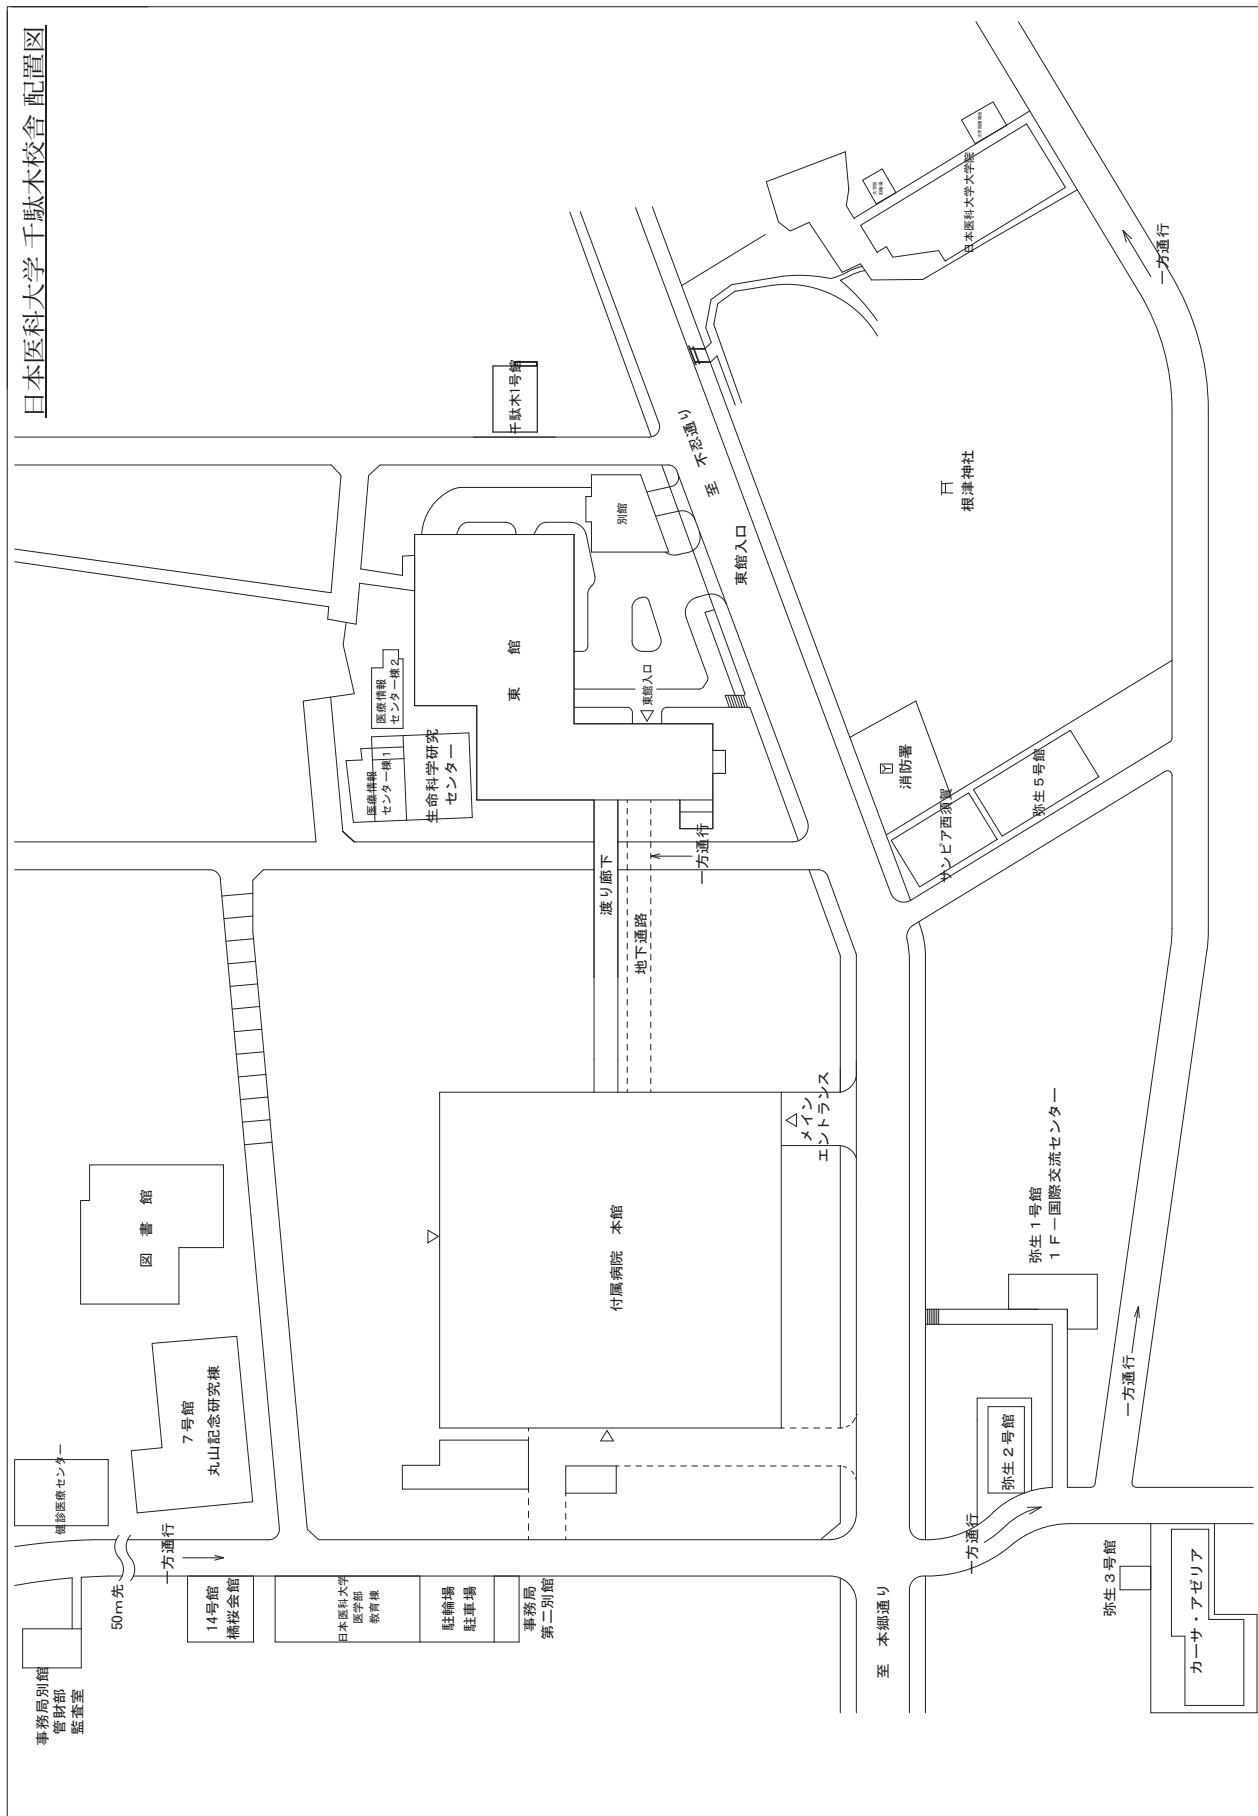 日本医科大学 千駄木校舎 配置図
事務局別館
管財部
監査室
50m先
健診医療センター
一方通行
14号館
橘桜会館
7号館
丸山記念研究棟
図 書 館
日本医科大学
医学部
教育棟
駐輪場
駐車場
事務局
第二別館
付属病院 本館
メイン
エントランス
渡り廊下
地下通路
一方通行
医療情報
センター棟1
医療情報
センター棟2
生命科学研究
センター
東 館
東館入口
別館
千駄木1号館
東館入口
至 不忍通り
至 本郷通り
消防署
サンピア西須賀
弥生5号館
根津神社
日本医科大学大学院
一方通行
弥生1号館
1F－国際交流センター
弥生2号館
一方通行
一方通行
弥生3号館
カーサ・アゼリア